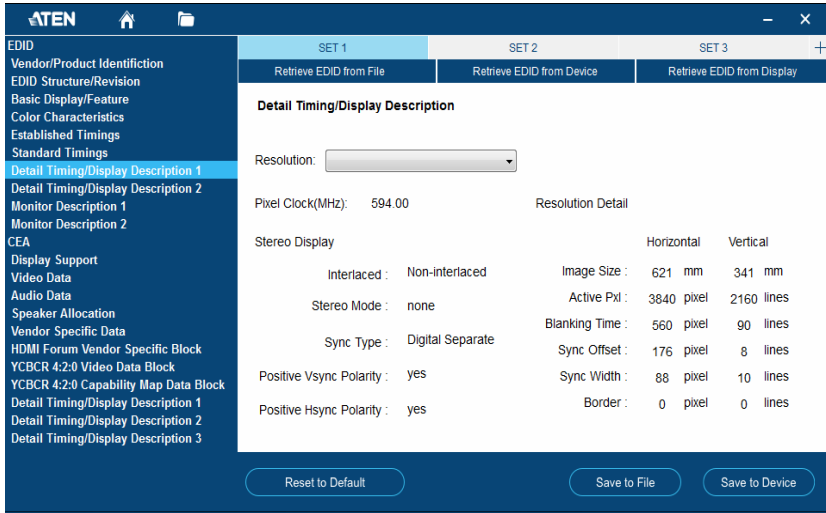 ATEN
EDID
Vendor/Product Identifiction
EDID Structure/Revision
Basic Display/Feature
Color Characteristics
Established Timings
Standard Timings
Detail Timing/Display Description 1
Detail Timing/Display Description 2
Monitor Description 1
Monitor Description 2
CEA
Display Support
Video Data
Audio Data
Speaker Allocation
Vendor Specific Data
HDMI Forum Vendor Specific Block
YCBCR 4:2:0 Video Data Block
YCBCR 4:2:0 Capability Map Data Block
Detail Timing/Display Description 1
Detail Timing/Display Description 2
Detail Timing/Display Description 3
SET 1 SET 2 SET 3 +
Retrieve EDID from File Retrieve EDID from Device Retrieve EDID from Display
Detail Timing/Display Description
Resolution:
Pixel Clock(MHz): 594.00 Resolution Detail
Stereo Display Horizontal Vertical
Interlaced : Non-interlaced
Stereo Mode : none
Sync Type : Digital Separate
Positive Vsync Polarity : yes
Positive Hsync Polarity : yes
Image Size : 621 mm 341 mm
Active Pxl : 3840 pixel 2160 lines
Blanking Time : 560 pixel 90 lines
Sync Offset : 176 pixel 8 lines
Sync Width : 88 pixel 10 lines
Border : 0 pixel 0 lines
Reset to Default Save to File Save to Device